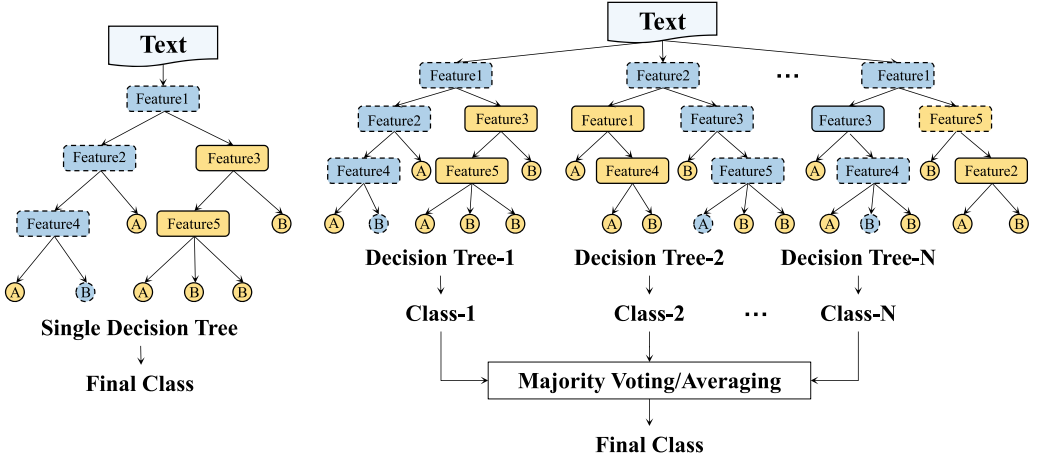 Text
Feature1
Feature2
Feature3
Feature4
A
Feature5
B
A
B
A
B
B
Single Decision Tree
Final Class
Text
Feature1
Feature2
...
Feature1
Feature2
Feature3
Feature1
Feature3
Feature3
Feature5
Feature4
A
Feature5
B
A
Feature4
B
Feature5
A
Feature4
B
Feature2
A
B
A
B
B
A
B
A
B
B
A
B
B
A
B
Decision Tree-1
Decision Tree-2
Decision Tree-N
Class-1
Class-2
...
Class-N
Majority Voting/Averaging
Final Class